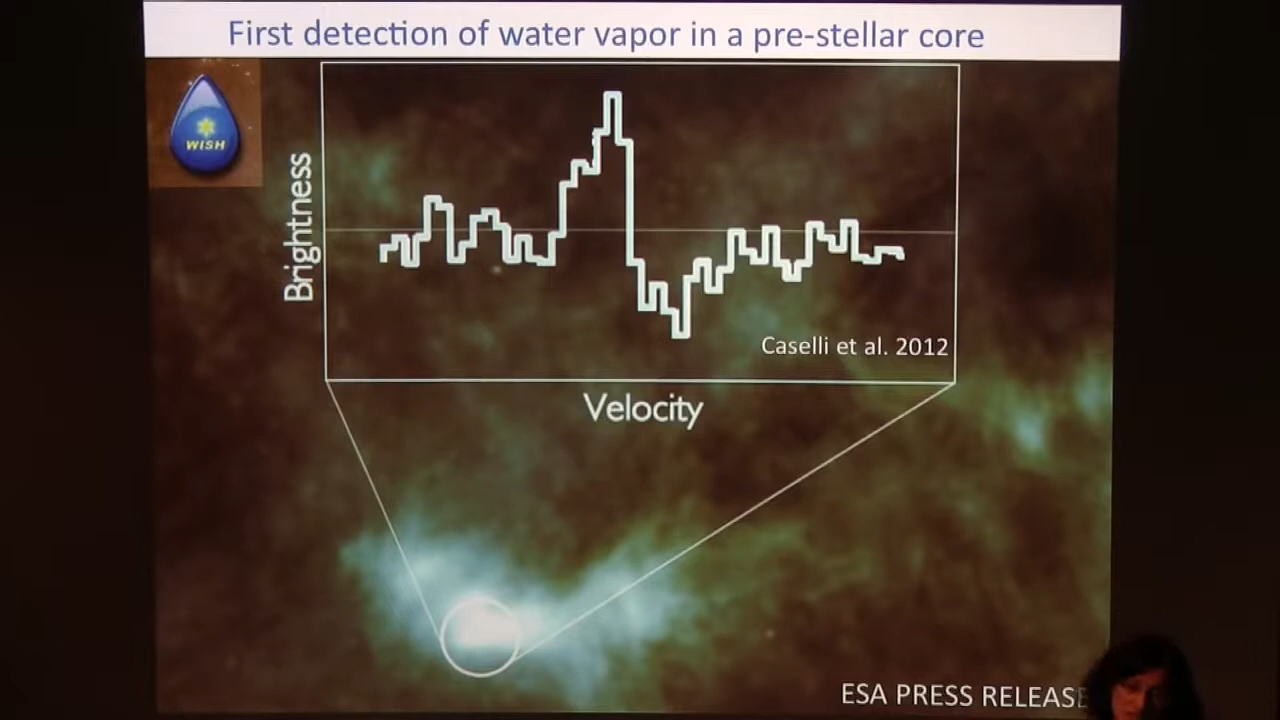 First detection of water vapor in a pre-stellar core
WISH
Brightness
Caselli et al. 2012
Velocity
ESA PRESS RELEASE